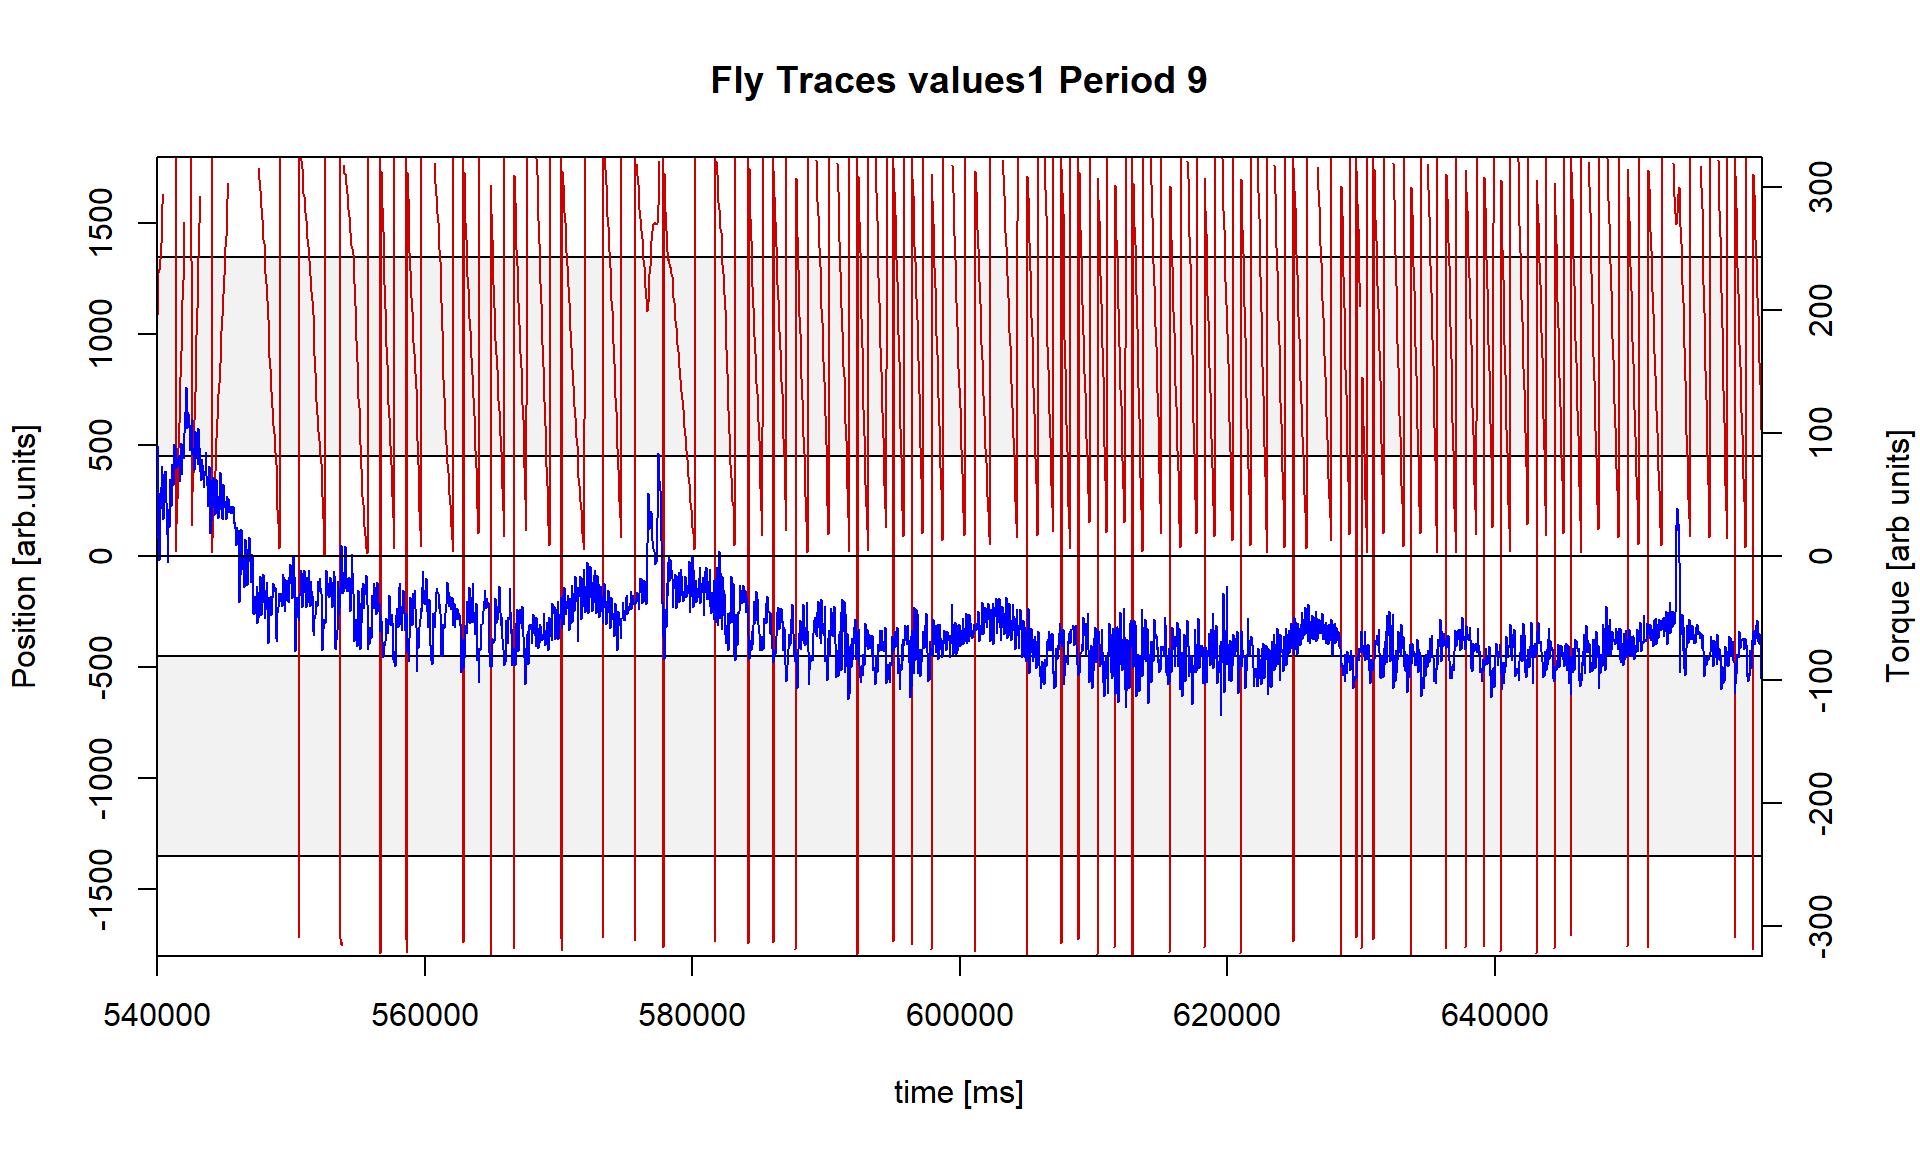 Fly Traces values1 Period 9
Position [arb.units]
1500
1000
500
0
-500
-1000
-1500
300
200
100
0
-100
-200
-300
Torque [arb units]
540000 560000 580000 600000 620000 640000
time [ms]